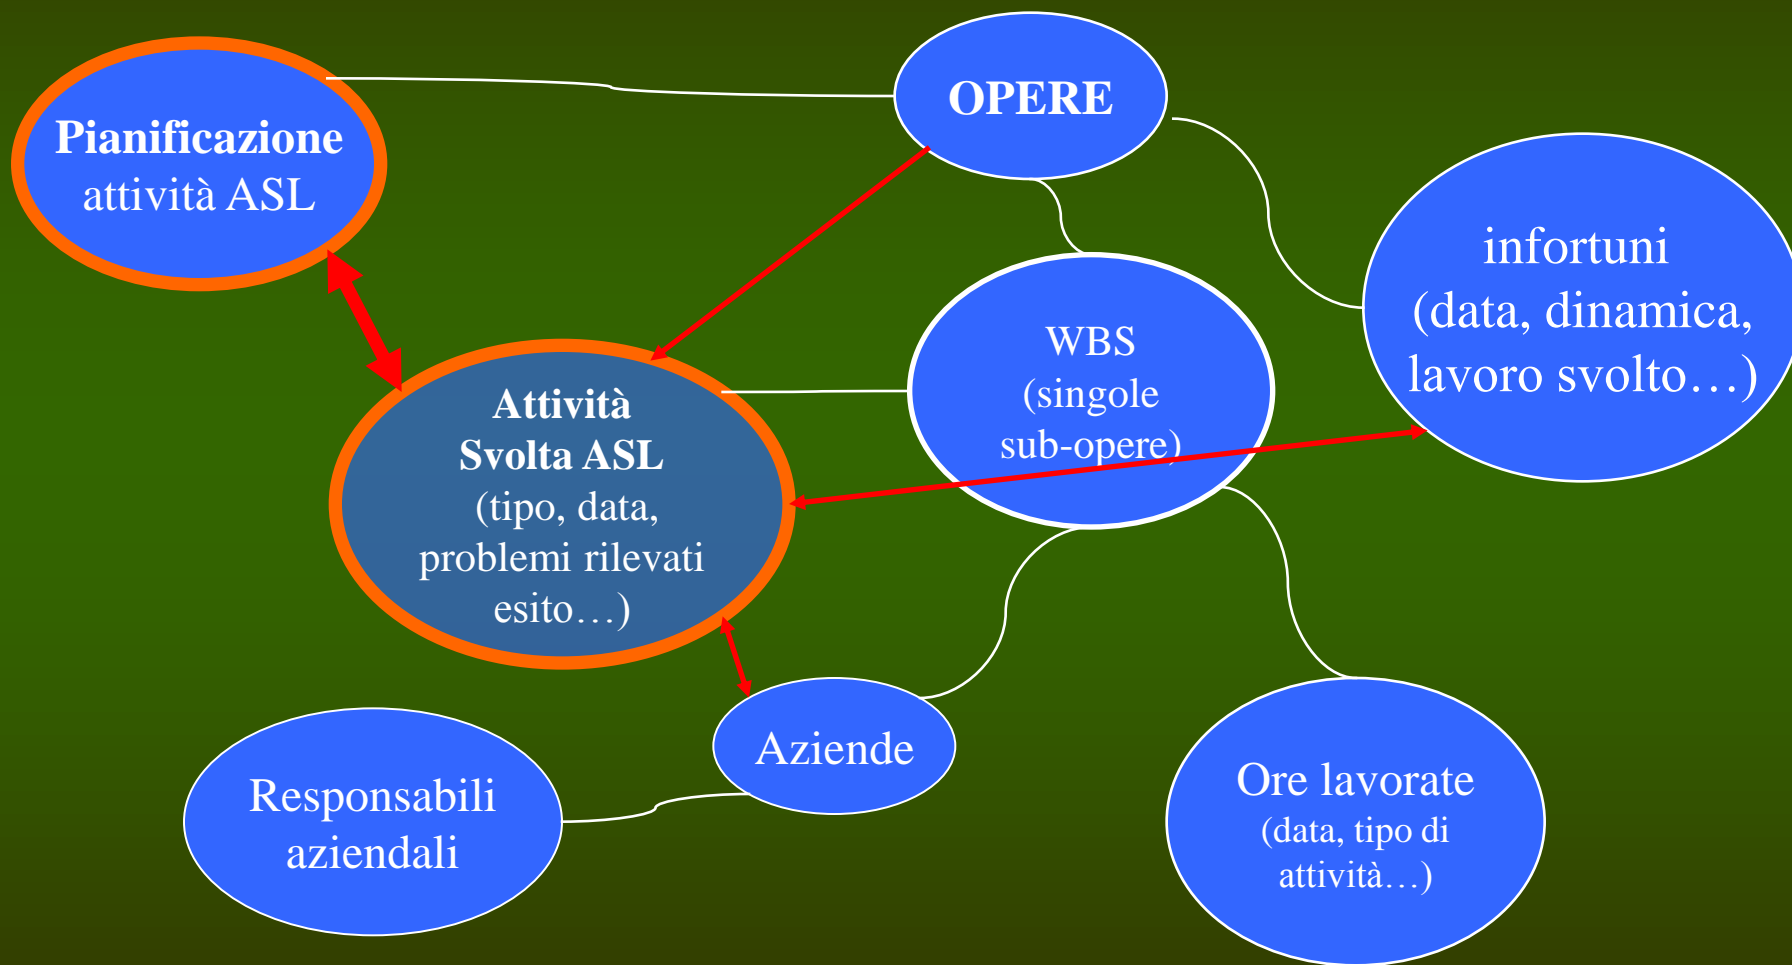 Pianificazione
attività ASL
OPERE
infortuni
(data, dinamica,
lavoro svolto…)
WBS
(singole
sub-opere)
Attività
Svolta ASL
(tipo, data,
problemi rilevati
esito…)
Aziende
Responsabili
aziendali
Ore lavorate
(data, tipo di
attività…)